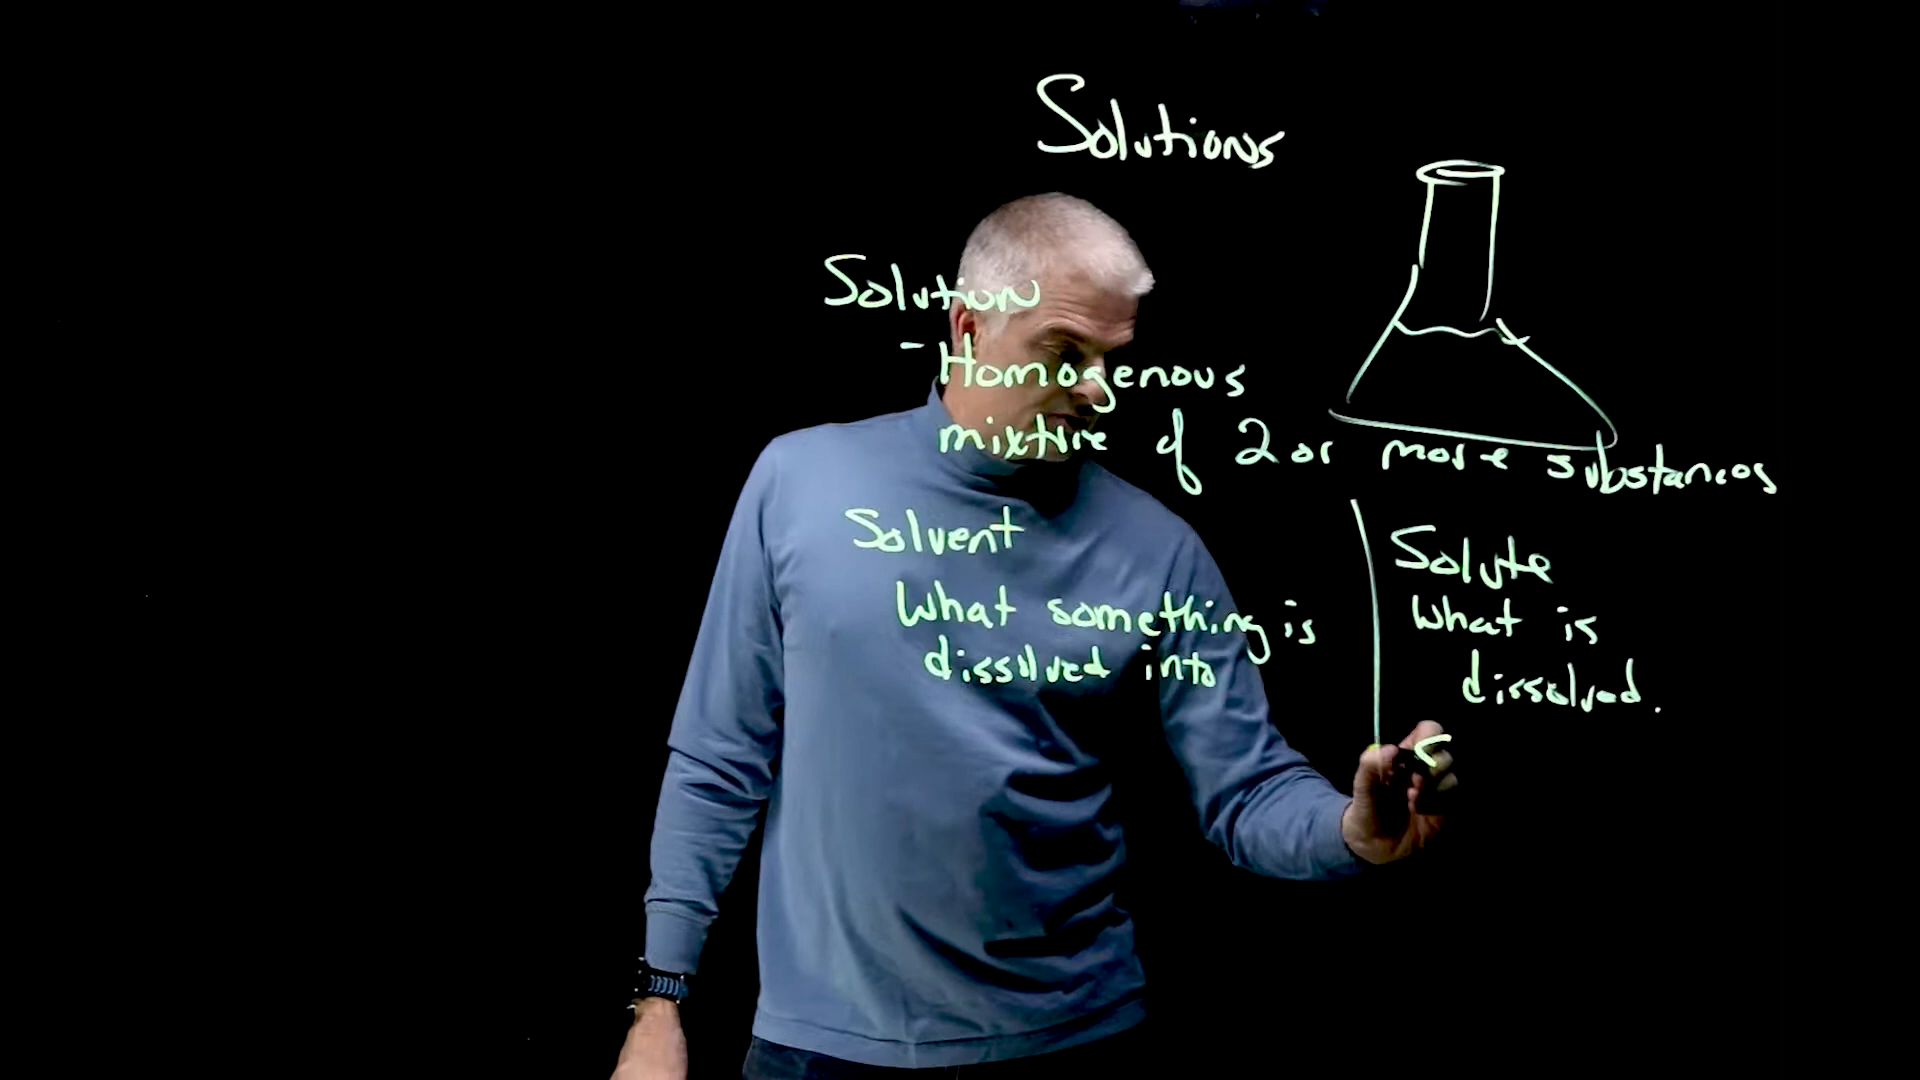 Solutions
Solution
- Homogenous
mixture of 2 or more substances
Solvent
What something is
dissolved into
Solute
What is
dissolved.